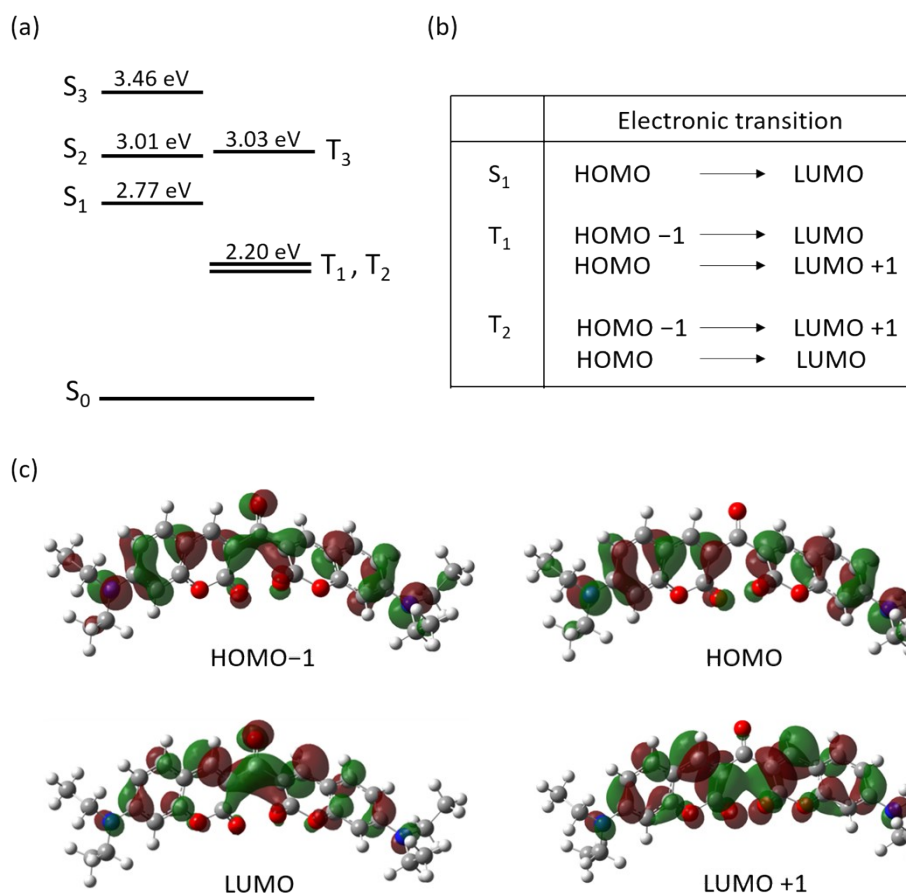 (a)
S₃ 3.46 eV
S₂ 3.01 eV 3.03 eV T₃
S₁ 2.77 eV
2.20 eV T₁ , T₂
S₀
(b)
Electronic transition
S₁ HOMO ⟶ LUMO
T₁ HOMO −1 ⟶ LUMO
HOMO ⟶ LUMO +1
T₂ HOMO −1 ⟶ LUMO +1
HOMO ⟶ LUMO
(c)
HOMO−1 HOMO
LUMO LUMO +1